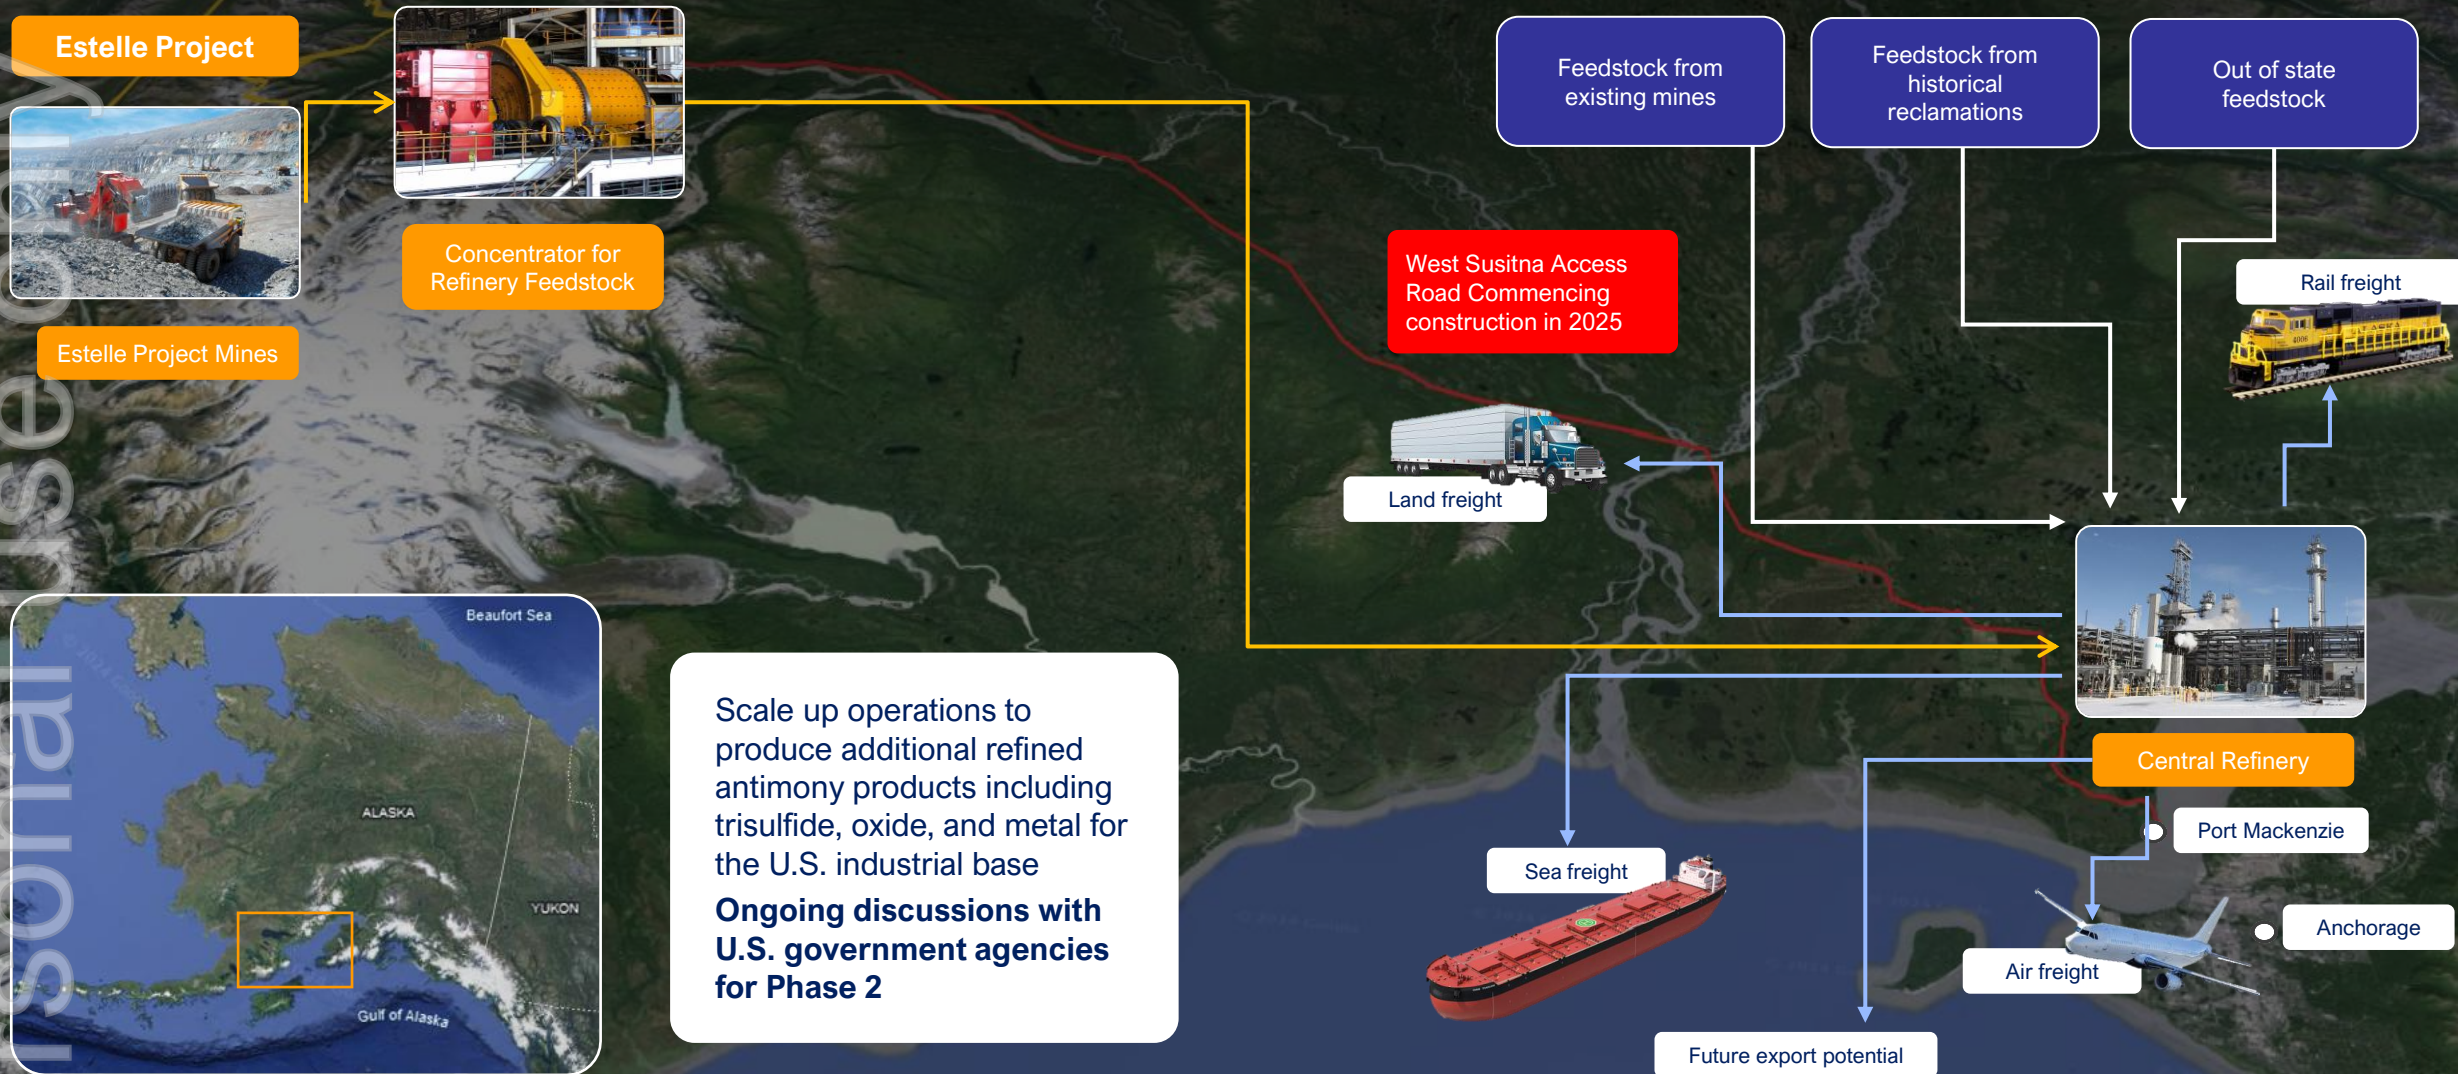 Estelle Project
Estelle Project Mines
Concentrator for
Refinery Feedstock
Feedstock from
existing mines
Feedstock from
historical
reclamations
Out of state
feedstock
West Susitna Access
Road Commencing
construction in 2025
Rail freight
4006
Land freight
Beaufort Sea
ALASKA
YUKON
Gulf of Alaska
Scale up operations to
produce additional refined
antimony products including
trisulfide, oxide, and metal for
the U.S. industrial base
Ongoing discussions with
U.S. government agencies
for Phase 2
Central Refinery
Port Mackenzie
Sea freight
Anchorage
Air freight
Future export potential
rsonal use only